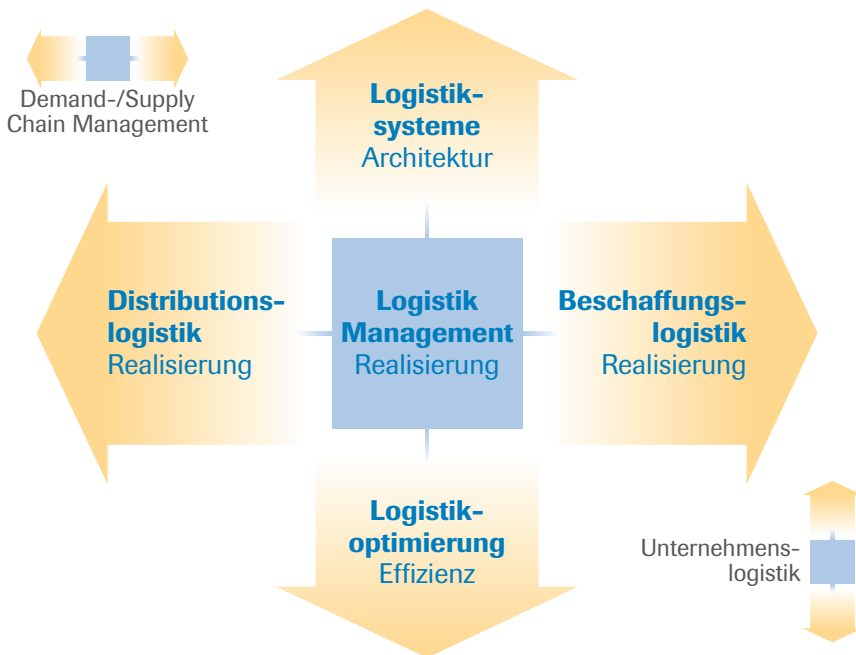 Demand-/Supply
Chain Management
Logistik-
systeme
Architektur
Distributions-
logistik
Realisierung
Logistik
Management
Realisierung
Beschaffungs-
logistik
Realisierung
Logistik-
optimierung
Effizienz
Unternehmens-
logistik